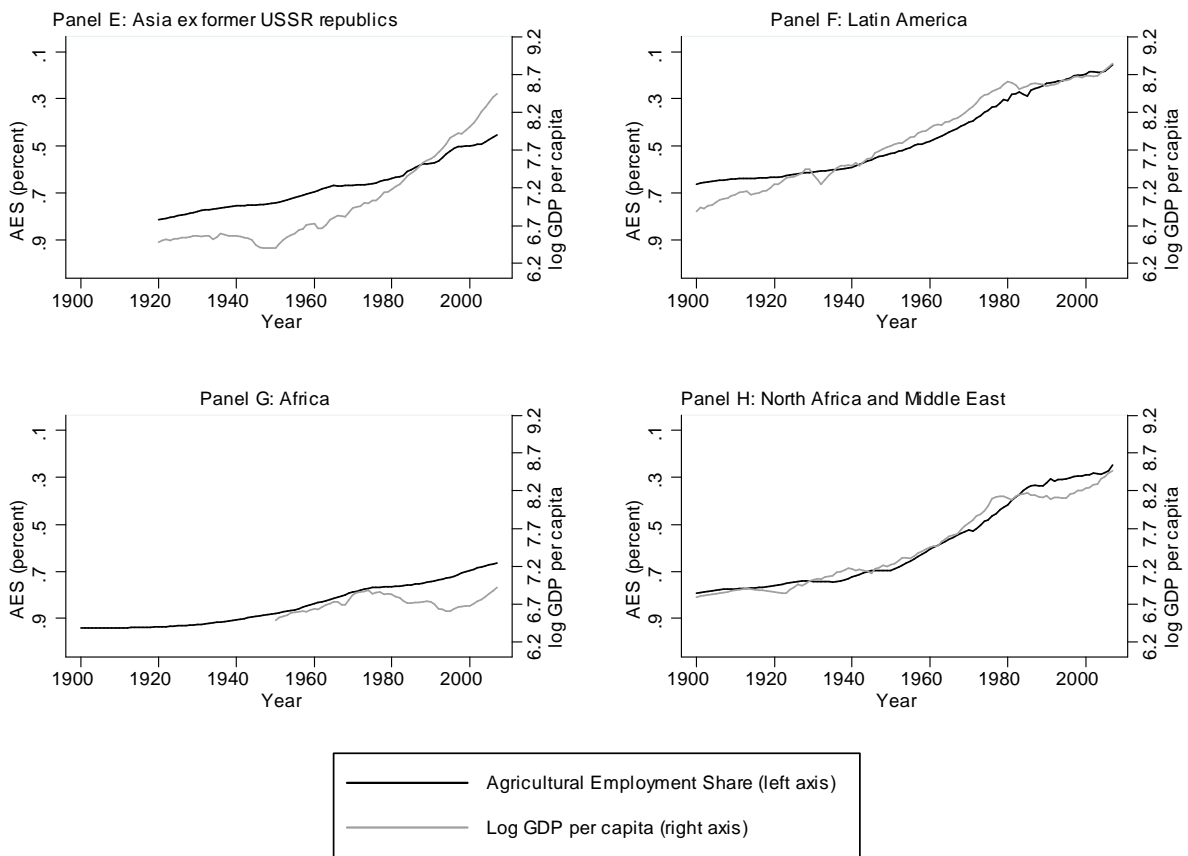 Panel E: Asia ex former USSR republics
AES (percent)
.1
.3
.5
.7
.9
9.2
8.7
8.2
7.7
7.2
6.7
6.2
log GDP per capita
1900 1920 1940 1960 1980 2000
Year
Panel F: Latin America
AES (percent)
.1
.3
.5
.7
.9
9.2
8.7
8.2
7.7
7.2
6.7
6.2
log GDP per capita
1900 1920 1940 1960 1980 2000
Year
Panel G: Africa
AES (percent)
.1
.3
.5
.7
.9
9.2
8.7
8.2
7.7
7.2
6.7
6.2
log GDP per capita
1900 1920 1940 1960 1980 2000
Year
Panel H: North Africa and Middle East
AES (percent)
.1
.3
.5
.7
.9
9.2
8.7
8.2
7.7
7.2
6.7
6.2
log GDP per capita
1900 1920 1940 1960 1980 2000
Year
Agricultural Employment Share (left axis)
Log GDP per capita (right axis)